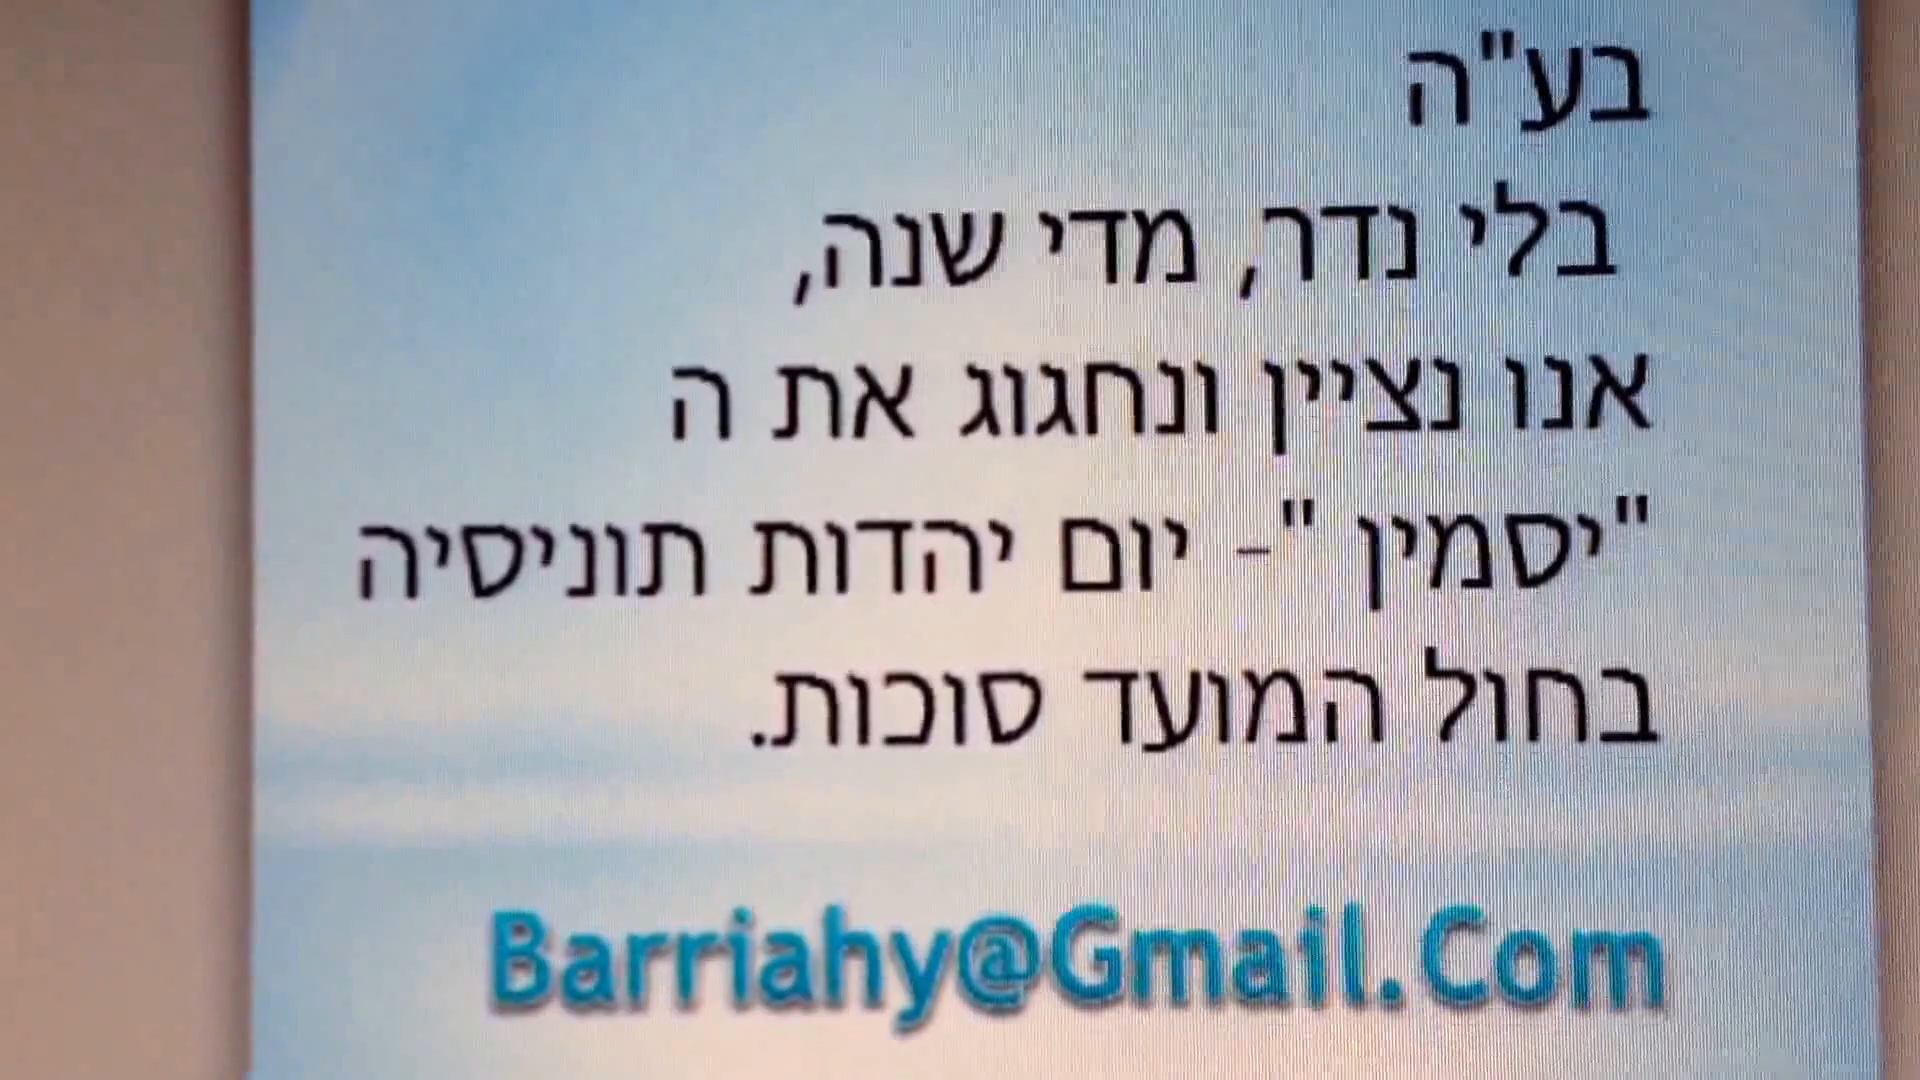 בע"ה
בלי נדר, מדי שנה,
אנו נציין ונחגוג את ה
"יסמין "- יום יהדות תוניסיה
בחול המועד סוכות.
Barriahy@Gmail.Com